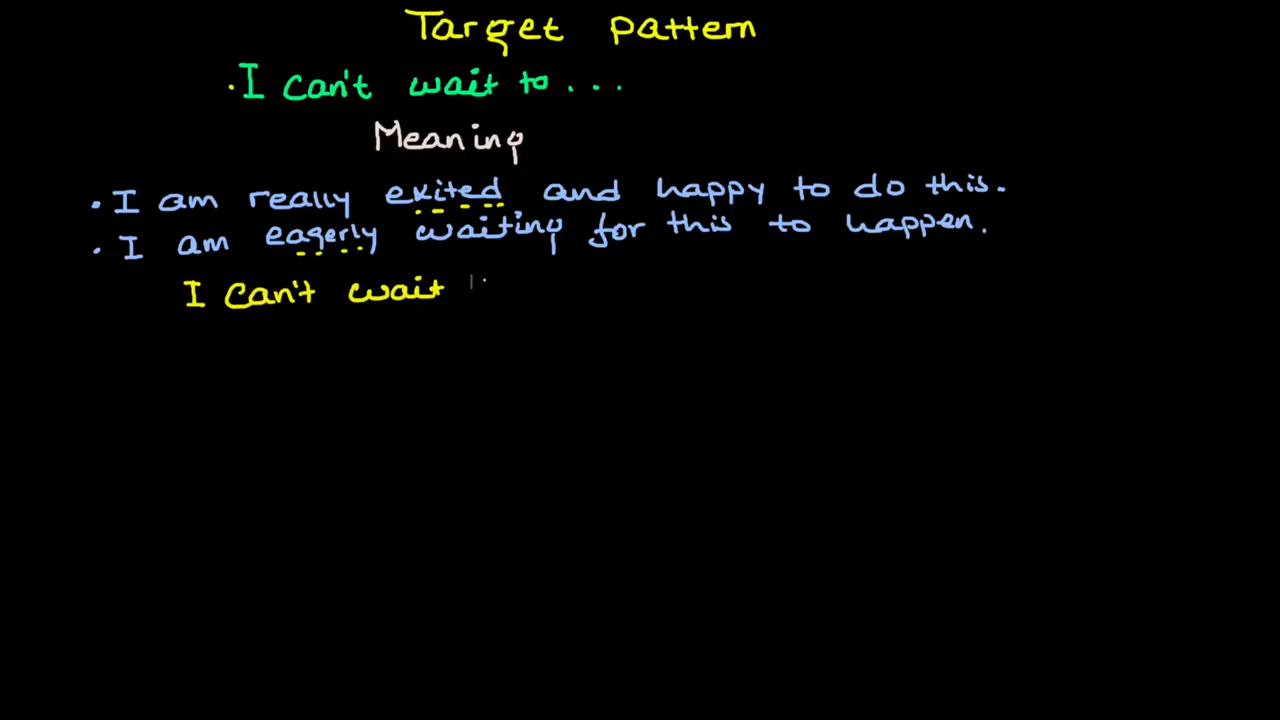 Target pattern
. I can't wait to...
Meaning
. I am really exited and happy to do this.
. I am eagerly waiting for this to happen.
I can't wait